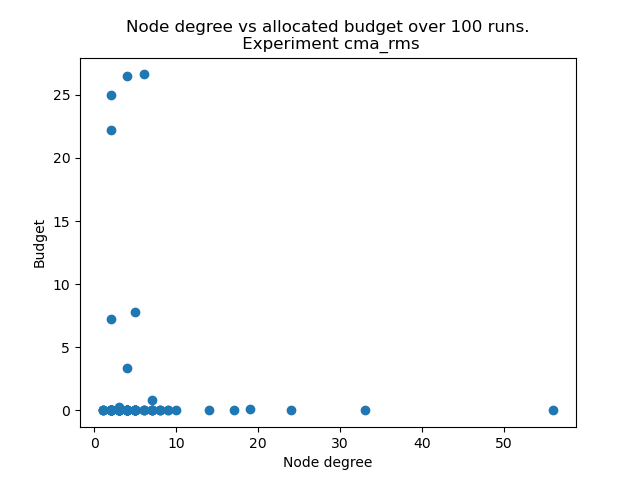 Node degree vs allocated budget over 100 runs.
Experiment cma_rms
25
20
15
10
5
0
Budget
0 10 20 30 40 50
Node degree